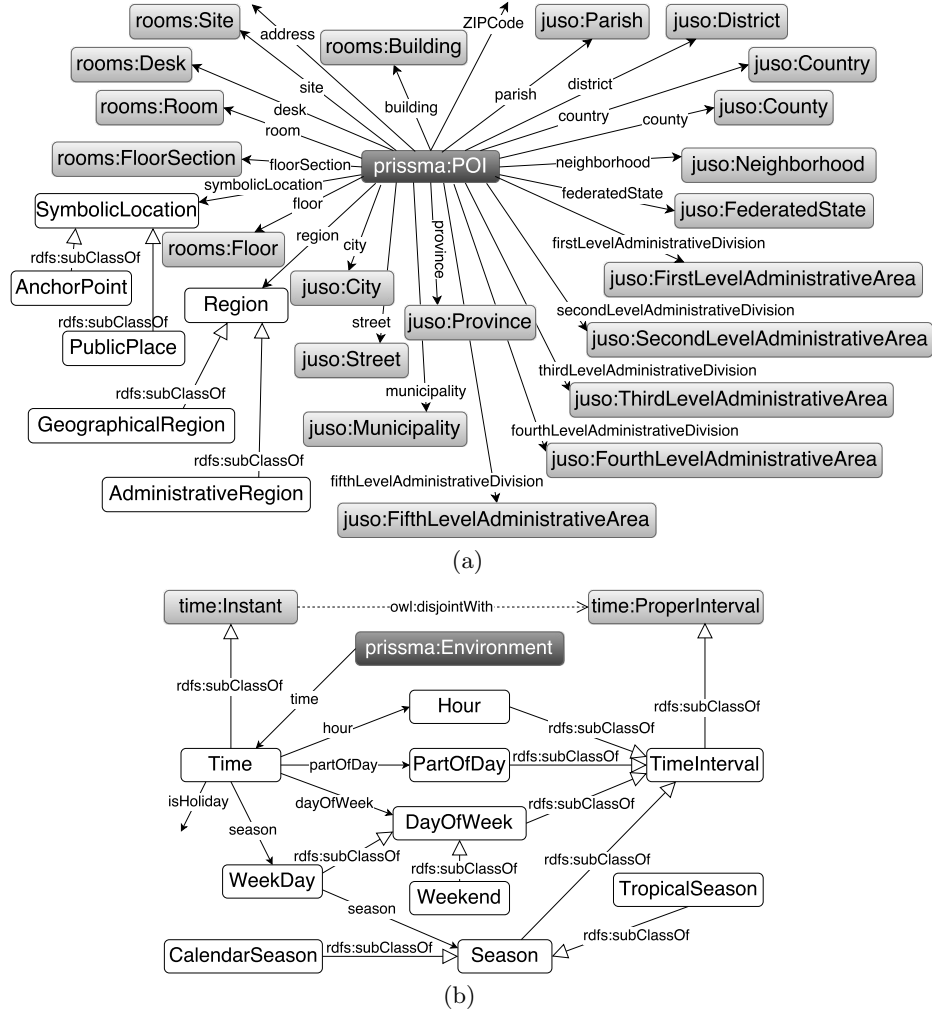 rooms:Site
address
ZIPCode
juso:Parish
juso:District
rooms:Building
rooms:Desk
juso:Country
site
parish
district
rooms:Room
desk
building
country
county
juso:County
room
rooms:FloorSection
floorSection
prissma:POI
neighborhood
juso:Neighborhood
symbolicLocation
federatedState
SymbolicLocation
floor
juso:FederatedState
rooms:Floor
region
city
province
firstLevelAdministrativeDivision
rdfs:subClassOf
AnchorPoint
juso:City
juso:FirstLevelAdministrativeArea
Region
secondLevelAdministrativeDivision
rdfs:subClassOf
street
juso:Province
PublicPlace
juso:Street
juso:SecondLevelAdministrativeArea
thirdLevelAdministrativeDivision
rdfs:subClassOf
municipality
juso:ThirdLevelAdministrativeArea
GeographicalRegion
juso:Municipality
fourthLevelAdministrativeDivision
rdfs:subClassOf
juso:FourthLevelAdministrativeArea
AdministrativeRegion
fifthLevelAdministrativeDivision
juso:FifthLevelAdministrativeArea
(a)
time:Instant
owl:disjointWith
time:ProperInterval
prissma:Environment
rdfs:subClassOf
time
Hour
rdfs:subClassOf
hour
rdfs:subClassOf
Time
partOfDay
PartOfDay
rdfs:subClassOf
TimeInterval
isHoliday
dayOfWeek
rdfs:subClassOf
season
DayOfWeek
rdfs:subClassOf
rdfs:subClassOf
rdfs:subClassOf
WeekDay
Weekend
TropicalSeason
season
rdfs:subClassOf
CalendarSeason
rdfs:subClassOf
Season
(b)